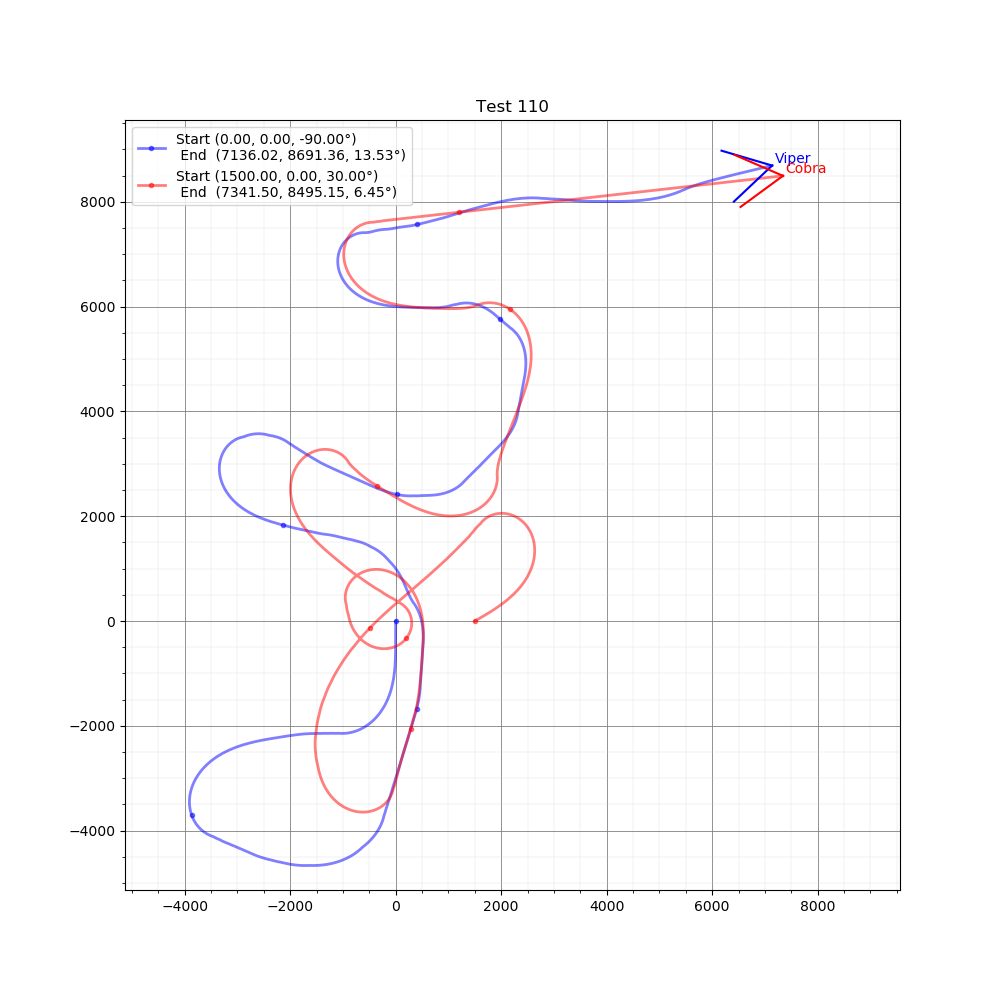 Test 110
Start (0.00, 0.00, -90.00°)
End (7136.02, 8691.36, 13.53°)
Start (1500.00, 0.00, 30.00°)
End (7341.50, 8495.15, 6.45°)
Viper
Cobra
8000
6000
4000
2000
0
−2000
−4000
−4000 −2000 0 2000 4000 6000 8000